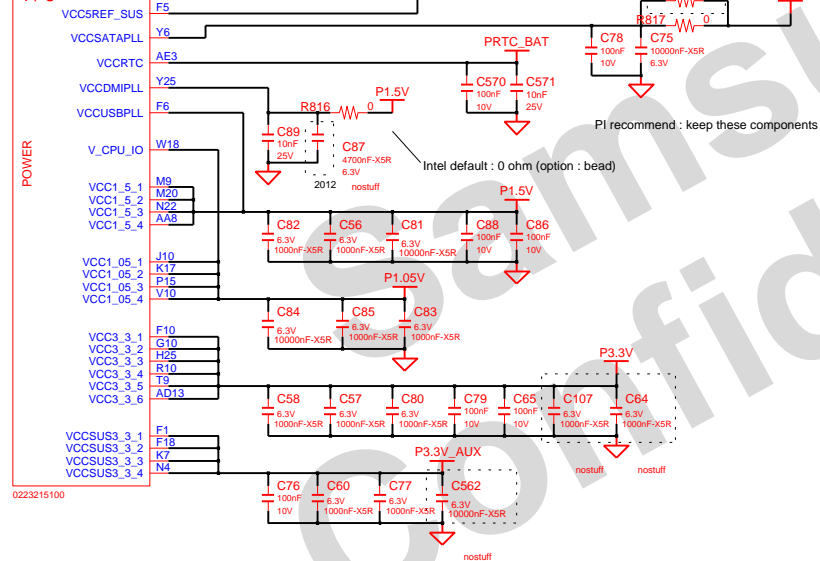 VCC5REF_SUS F5
VCCSATAPLL Y6
R817 0
PRTC_BAT
C78
100nF
10V
C75
10000nF-X5R
6.3V
VCCRTC AE3
C570
100nF
10V
C571
10nF
25V
VCCDMIPLL Y25
P1.5V
R816 0
VCCUSBPLL F6
PI recommend : keep these components
C89
10nF
25V
C87
4700nF-X5R
6.3V
2012
nostuff
Intel default : 0 ohm (option : bead)
V_CPU_IO W18
POWER
VCC1_5_1 M9
VCC1_5_2 M20
VCC1_5_3 N22
VCC1_5_4 AA8
P1.5V
C82
6.3V
1000nF-X5R
C56
6.3V
1000nF-X5R
C81
6.3V
10000nF-X5R
C88
100nF
10V
C86
100nF
10V
VCC1_05_1 J10
VCC1_05_2 K17
VCC1_05_3 P15
VCC1_05_4 V10
P1.05V
C84
6.3V
10000nF-X5R
C85
6.3V
1000nF-X5R
C83
6.3V
1000nF-X5R
VCC3_3_1 F10
VCC3_3_2 G10
VCC3_3_3 H25
VCC3_3_4 R10
VCC3_3_5 T9
VCC3_3_6 AD13
P3.3V
C58
6.3V
1000nF-X5R
C57
6.3V
1000nF-X5R
C80
6.3V
1000nF-X5R
C79
100nF
10V
C65
100nF
10V
C107
6.3V
1000nF-X5R
C64
6.3V
1000nF-X5R
nostuff
nostuff
VCCSUS3_3_1 F1
VCCSUS3_3_2 F18
VCCSUS3_3_3 K7
VCCSUS3_3_4 N4
P3.3V_AUX
C76
100nF
10V
C60
6.3V
1000nF-X5R
C77
6.3V
1000nF-X5R
C562
6.3V
10000nF-X5R
nostuff
0223215100